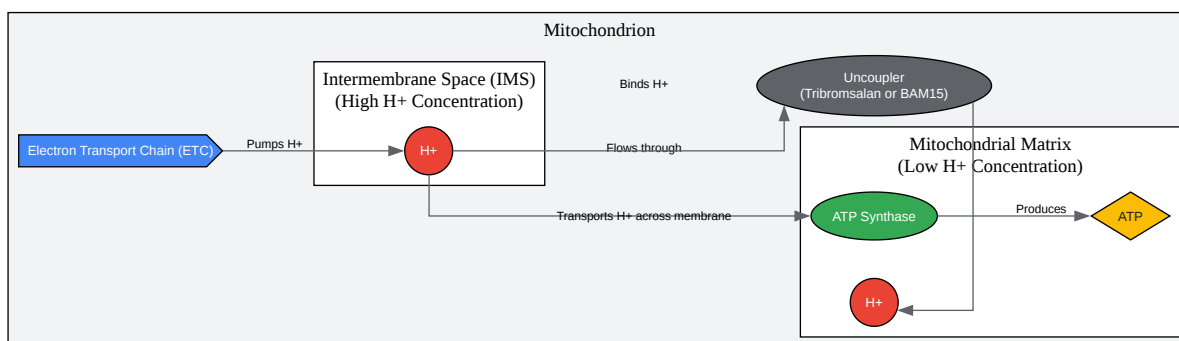 Mitochondrion
Intermembrane Space (IMS)
(High H+ Concentration)
Binds H+
Uncoupler
(Tribromsalan or BAM15)
Electron Transport Chain (ETC)
Pumps H+
H+
Flows through
Mitochondrial Matrix
(Low H+ Concentration)
Transports H+ across membrane
ATP Synthase
Produces
ATP
H+